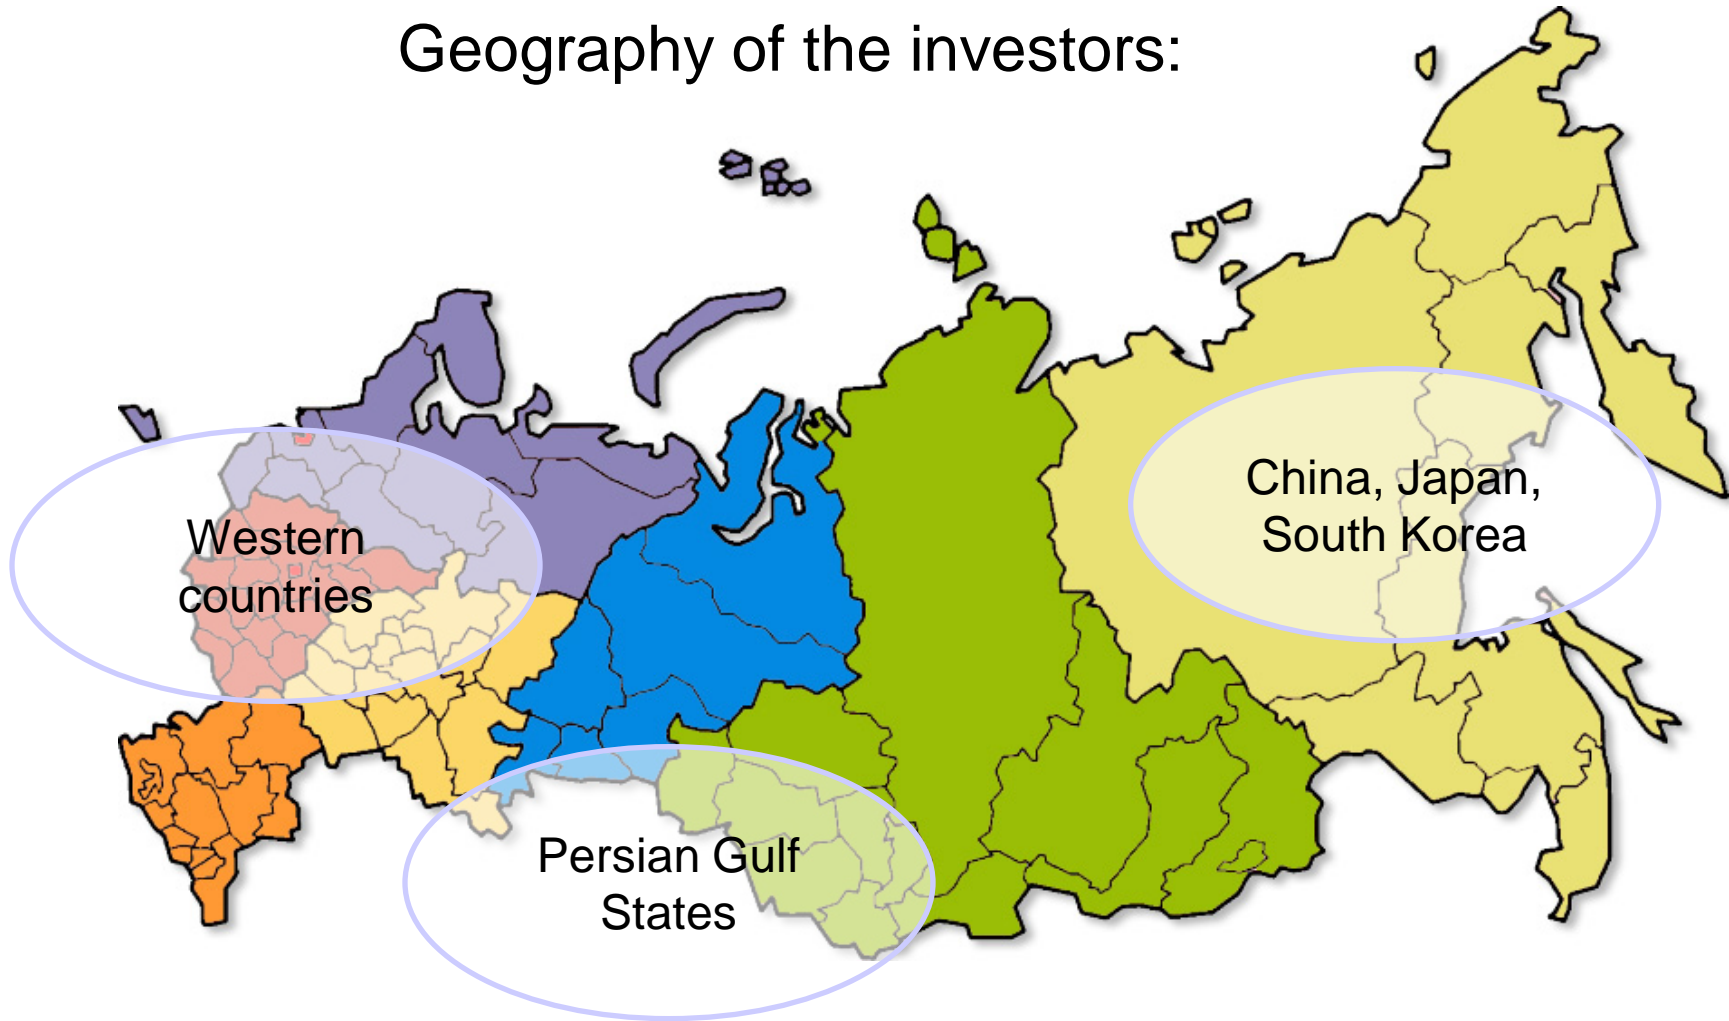 Geography of the investors:
China, Japan,
South Korea
Western
countries
Persian Gulf
States